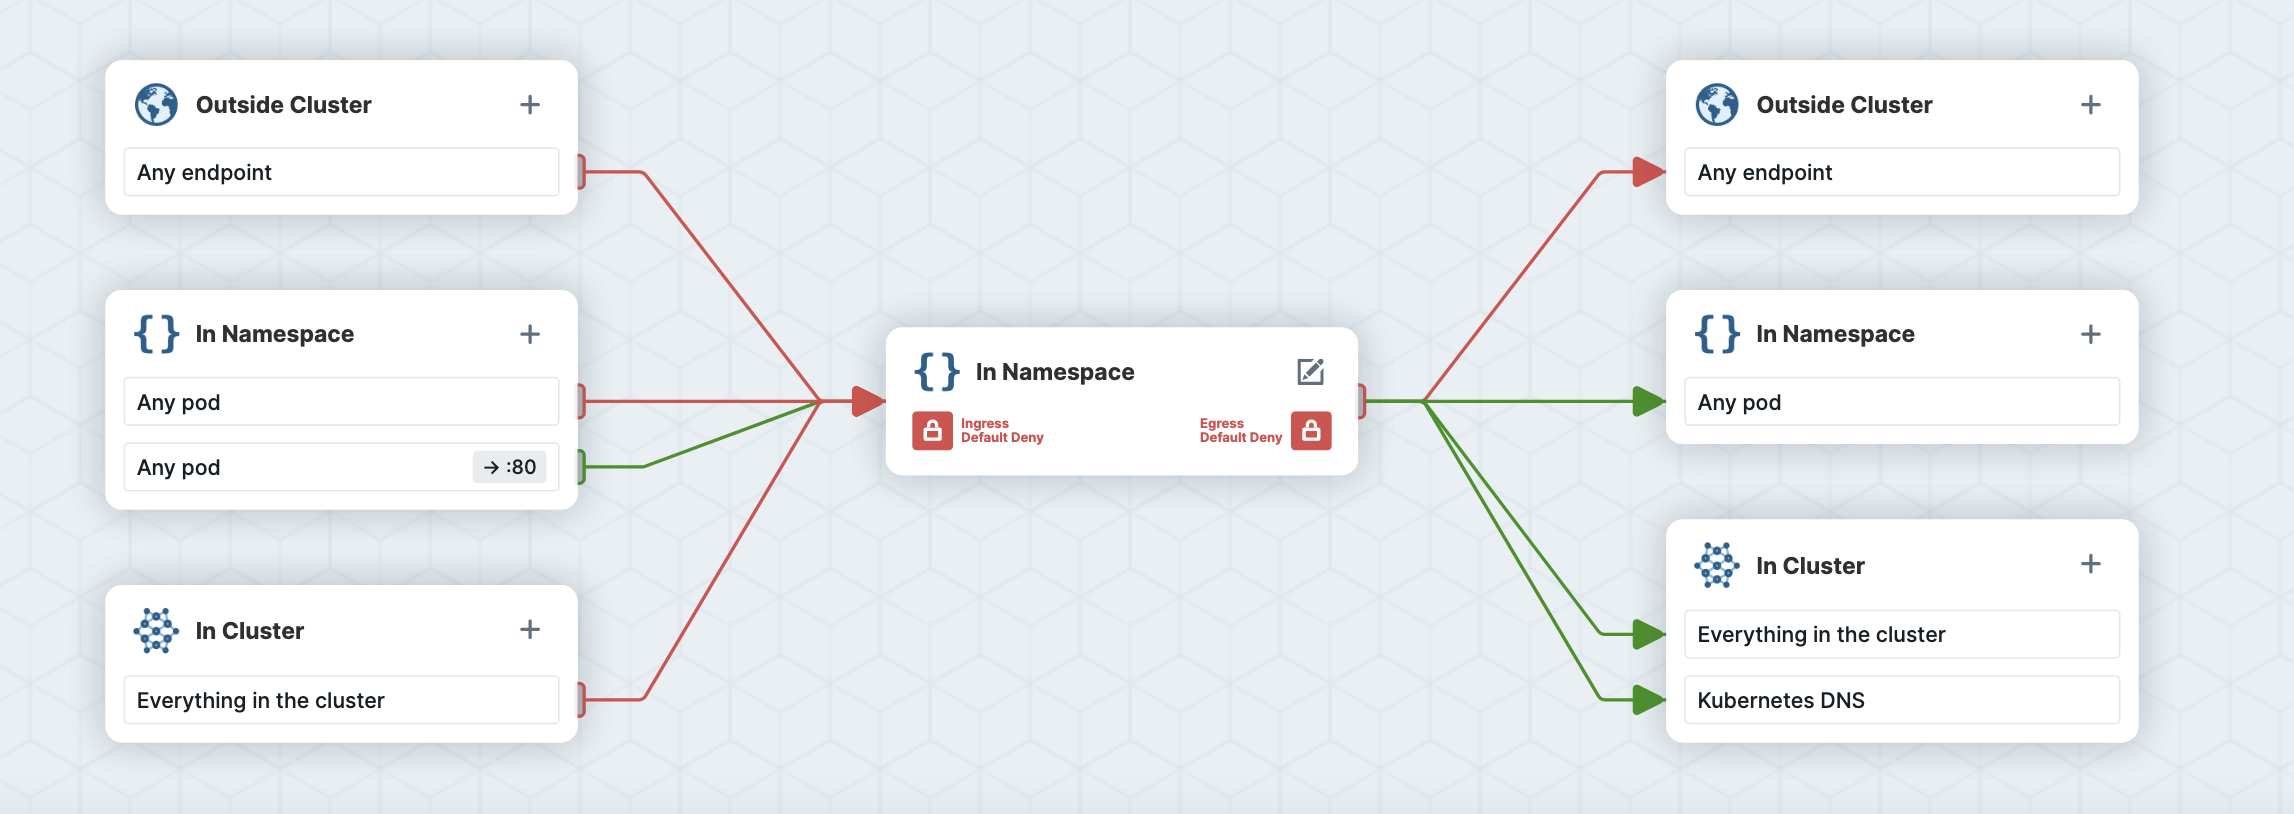 Outside Cluster
Any endpoint
In Namespace
Any pod
Any pod → :80
In Cluster
Everything in the cluster
In Namespace
Ingress
Default Deny
Egress
Default Deny
Outside Cluster
Any endpoint
In Namespace
Any pod
In Cluster
Everything in the cluster
Kubernetes DNS